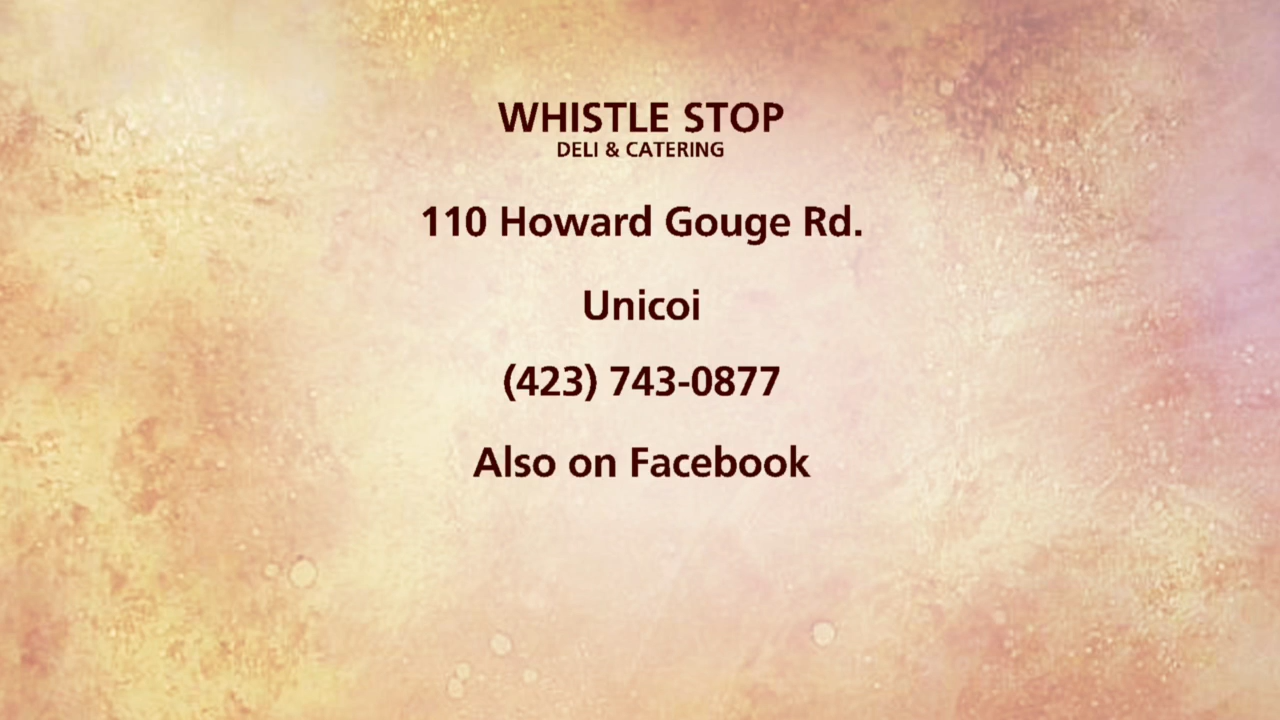 WHISTLE STOP
DELI & CATERING
110 Howard Gouge Rd.
Unicoi
(423) 743-0877
Also on Facebook